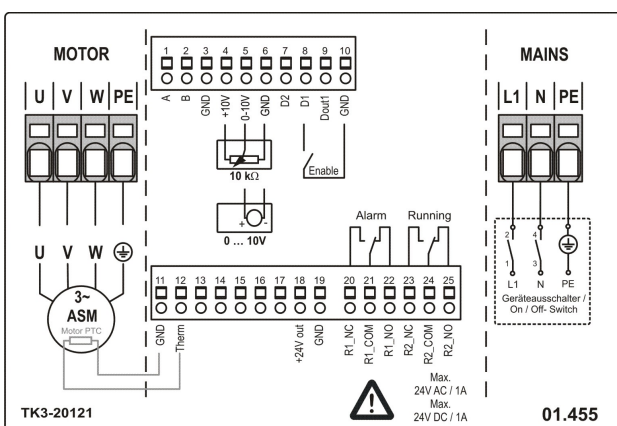 MOTOR
MAINS
1 2 3 4 5 6 7 8 9 10
A B GND +10V 0-10V GND D2 D1 Dout1 GND
U V W PE
L1 N PE
10 kΩ
Enable
+ -
0 ... 10V
Alarm Running
U V W
3~
ASM
Motor PTC
2 4
1 3
L1 N PE
Geräteausschalter /
On / Off- Switch
11 12 13 14 15 16 17 18 19 20 21 22 23 24 25
GND Therm +24V out GND R1_NC R1_COM R1_NO R2_NC R2_COM R2_NO
Max.
24V AC / 1A
Max.
24V DC / 1A
TK3-20121
01.455